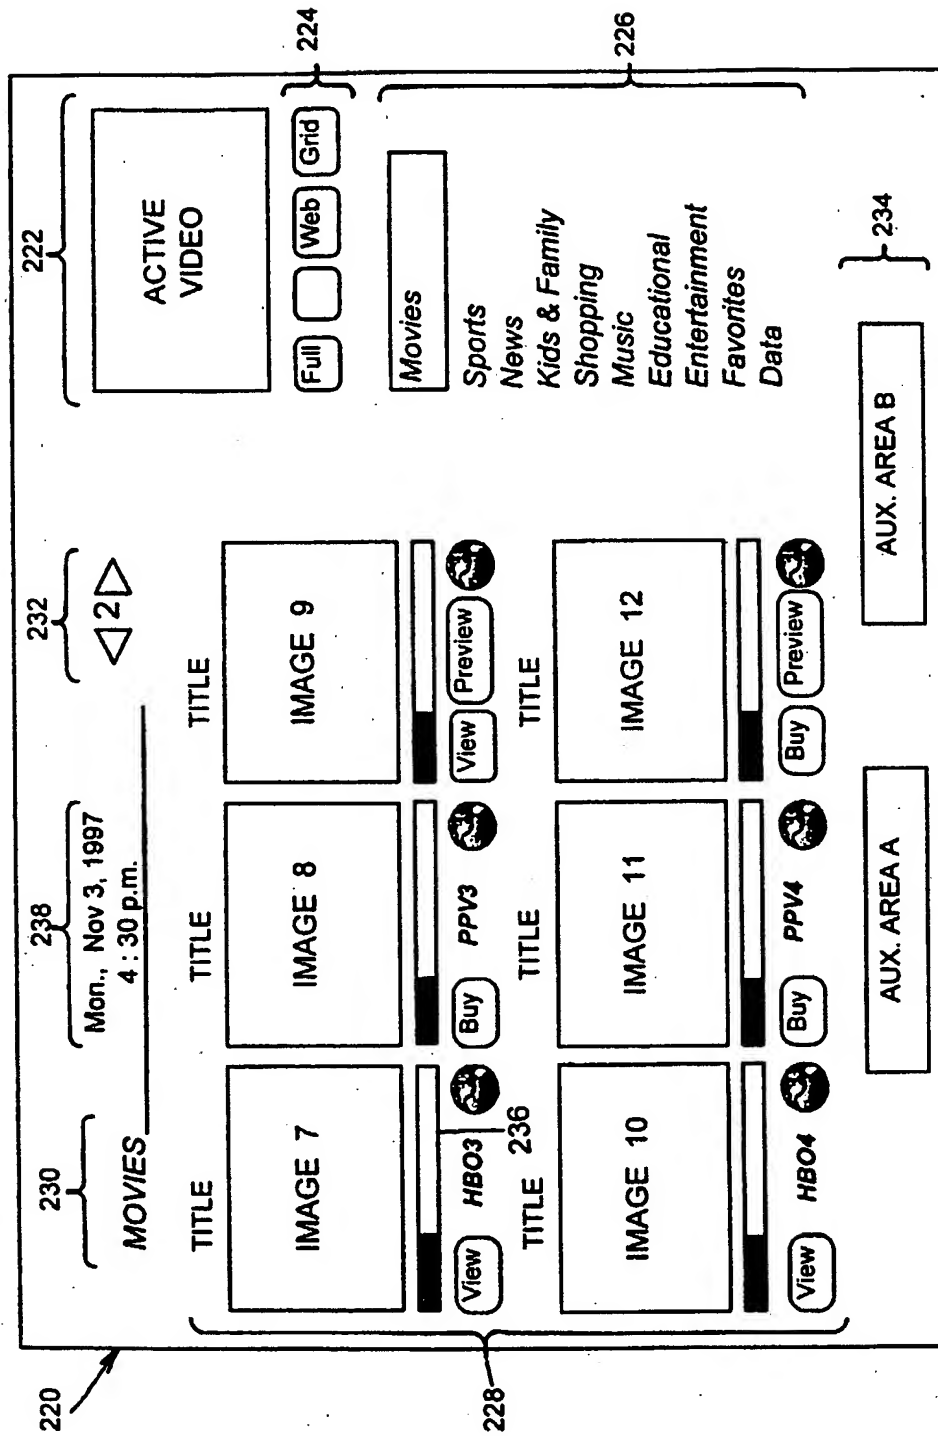 220
230
238
232
222
MOVIES
Mon., Nov 3, 1997
4 : 30 p.m.
2
ACTIVE
VIDEO
224
Full
Web
Grid
TITLE
TITLE
TITLE
IMAGE 7
IMAGE 8
IMAGE 9
View
HBO3
Buy
PPV3
View
Preview
236
226
Movies
Sports
News
Kids & Family
Shopping
Music
Educational
Entertainment
Favorites
Data
228
TITLE
TITLE
TITLE
IMAGE 10
IMAGE 11
IMAGE 12
View
HBO4
Buy
PPV4
Buy
Preview
AUX. AREA A
AUX. AREA B
234